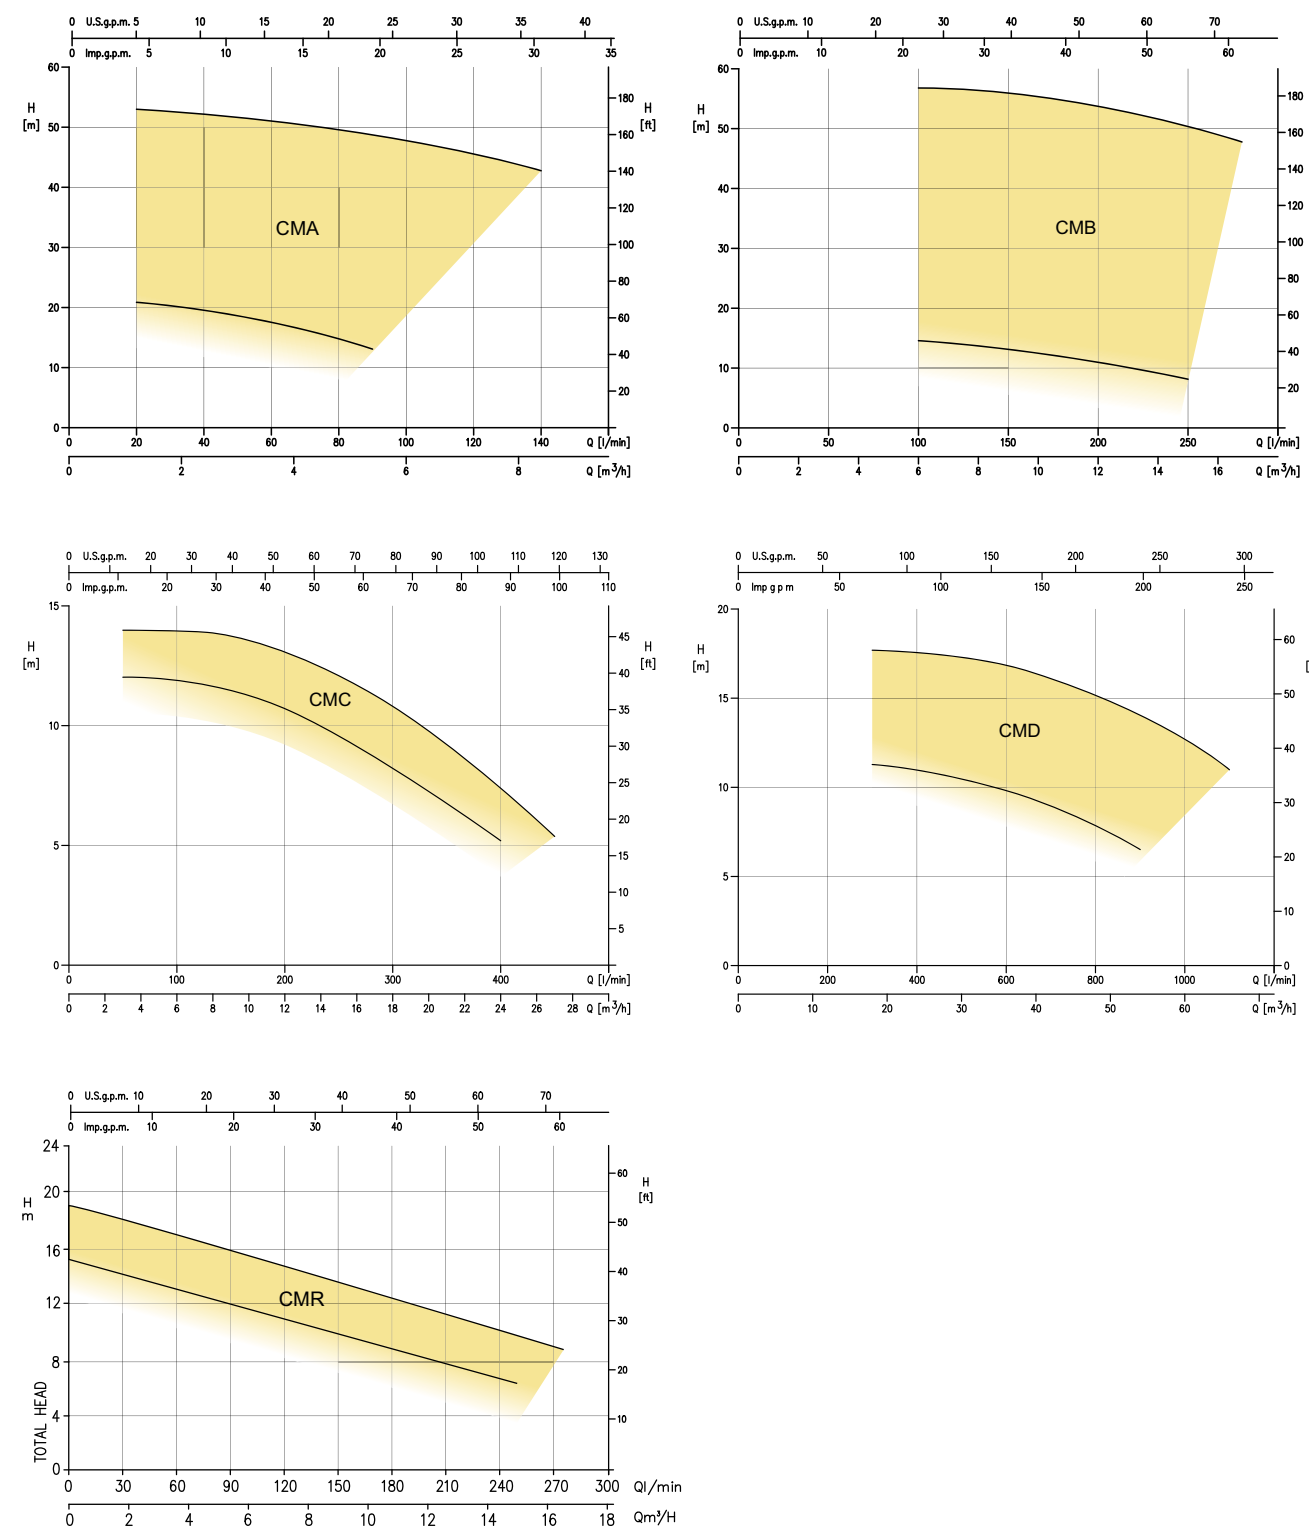 0 U.S.g.p.m. 5 10 15 20 25 30 35 40
0 Imp.g.p.m. 5 10 15 20 25 30 35
60 50 40 30 20 10 0
H [m]
180 160 140 120 100 80 60 40 20
H [ft]
CMA
0 20 40 60 80 100 120 140 Q [l/min]
0 2 4 6 8 Q [m³/h]
0 U.S.g.p.m. 10 20 30 40 50 60 70
0 Imp.g.p.m. 10 20 30 40 50 60
60 50 40 30 20 10 0
H [m]
180 160 140 120 100 80 60 40 20
CMB
0 50 100 150 200 250 Q [l/min]
0 2 4 6 8 10 12 14 16 Q [m³/h]
0 U.S.g.p.m. 20 30 40 50 60 70 80 90 100 110 120 130
0 Imp.g.p.m. 20 30 40 50 60 70 80 90 100 110
15 10 5 0
H [m]
45 40 35 30 25 20 15 10 5
H [ft]
CMC
0 100 200 300 400 Q [l/min]
0 2 4 6 8 10 12 14 16 18 20 22 24 26 28 Q [m³/h]
0 U.S.g.p.m. 50 100 150 200 250 300
0 Imp g p m 50 100 150 200 250
20 15 10 5 0
H [m]
60 50 40 30 20 10 0
[
CMD
0 200 400 600 800 1000 Q [l/min]
0 10 20 30 40 50 60 Q [m³/h]
0 U.S.g.p.m. 10 20 30 40 50 60 70
0 Imp.g.p.m. 10 20 30 40 50 60
24 20 16 12 8 4 0
H m
TOTAL HEAD
60 50 40 30 20 10
H [ft]
CMR
0 30 60 90 120 150 180 210 240 270 300 Ql/min
0 2 4 6 8 10 12 14 16 18 Qm³/H